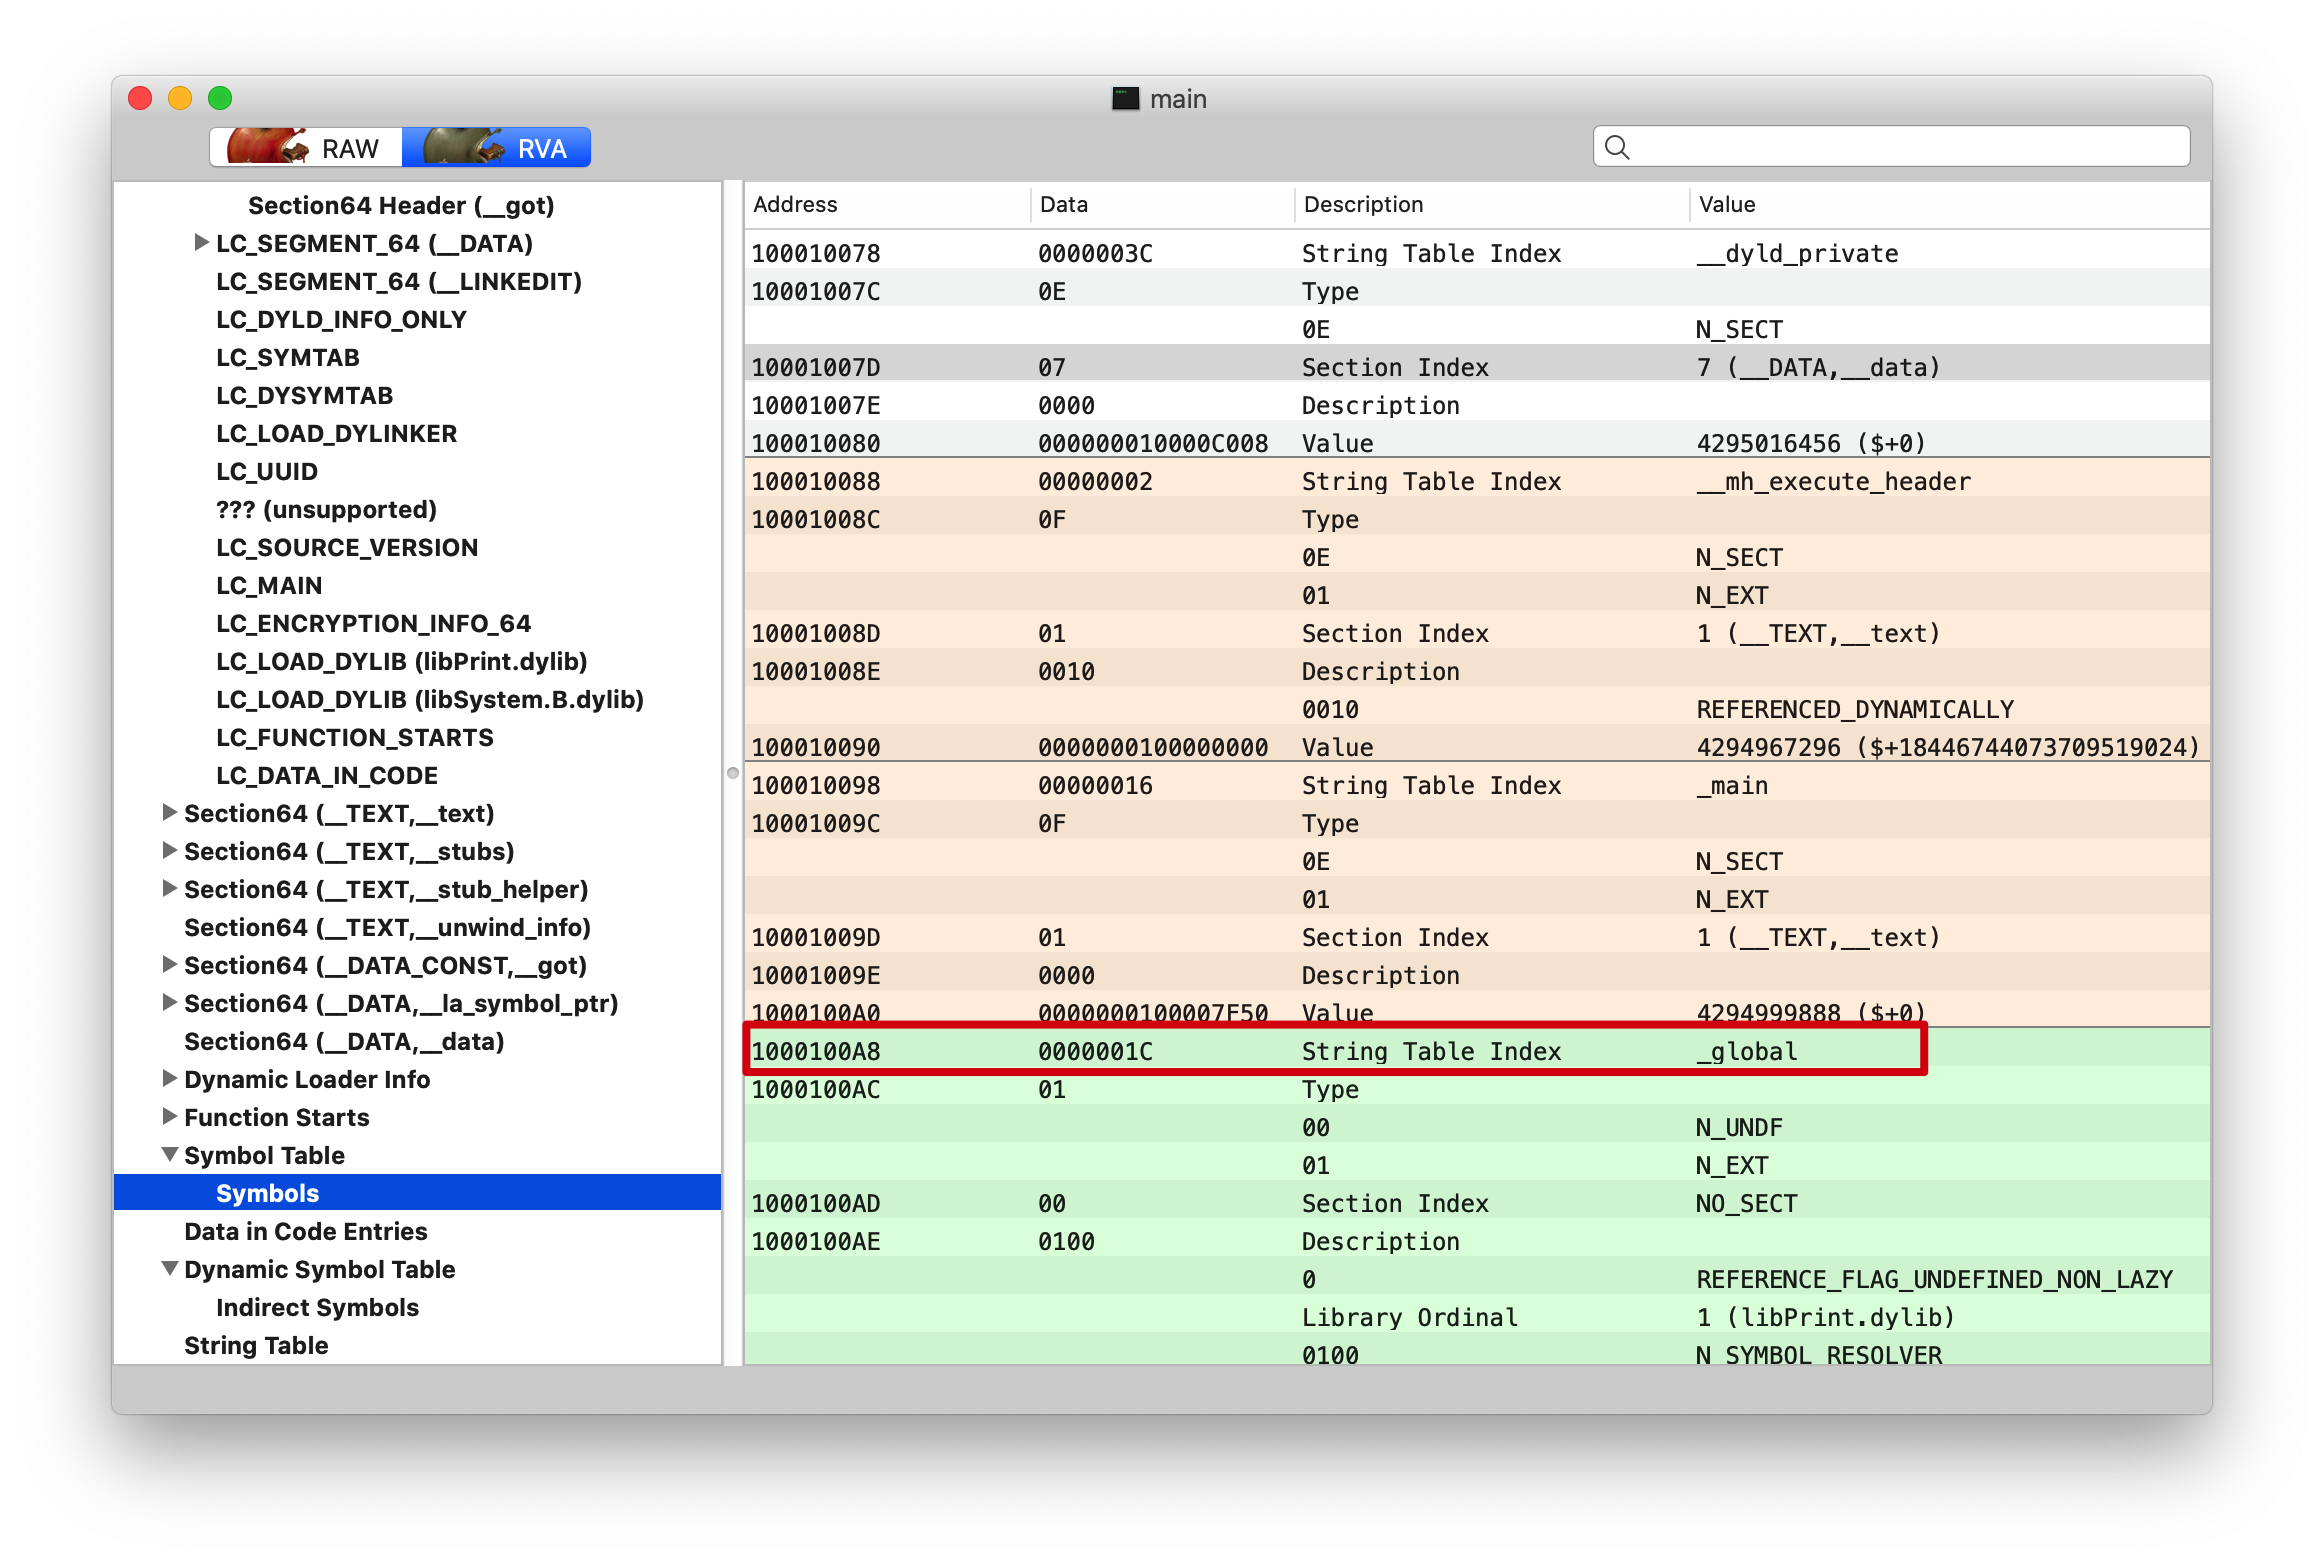 main
RAW RVA
Section64 Header (__got)
LC_SEGMENT_64 (__DATA)
LC_SEGMENT_64 (__LINKEDIT)
LC_DYLD_INFO_ONLY
LC_SYMTAB
LC_DYSYMTAB
LC_LOAD_DYLINKER
LC_UUID
??? (unsupported)
LC_SOURCE_VERSION
LC_MAIN
LC_ENCRYPTION_INFO_64
LC_LOAD_DYLIB (libPrint.dylib)
LC_LOAD_DYLIB (libSystem.B.dylib)
LC_FUNCTION_STARTS
LC_DATA_IN_CODE
Section64 (__TEXT,__text)
Section64 (__TEXT,__stubs)
Section64 (__TEXT,__stub_helper)
Section64 (__TEXT,__unwind_info)
Section64 (__DATA_CONST,__got)
Section64 (__DATA,__la_symbol_ptr)
Section64 (__DATA,__data)
Dynamic Loader Info
Function Starts
Symbol Table
Symbols
Data in Code Entries
Dynamic Symbol Table
Indirect Symbols
String Table
Address Data Description Value
100010078 0000003C String Table Index __dyld_private
10001007C 0E Type
0E N_SECT
10001007D 07 Section Index 7 (__DATA,__data)
10001007E 0000 Description
100010080 000000010000C008 Value 4295016456 ($+0)
100010088 00000002 String Table Index __mh_execute_header
10001008C 0F Type
0E N_SECT
01 N_EXT
10001008D 01 Section Index 1 (__TEXT,__text)
10001008E 0010 Description
0010 REFERENCED_DYNAMICALLY
100010090 0000000100000000 Value 4294967296 ($+18446744073709519024)
100010098 00000016 String Table Index _main
10001009C 0F Type
0E N_SECT
01 N_EXT
10001009D 01 Section Index 1 (__TEXT,__text)
10001009E 0000 Description
1000100A0 0000000100007F50 Value 4294999888 ($+0)
1000100A8 0000001C String Table Index _global
1000100AC 01 Type
00 N_UNDF
01 N_EXT
1000100AD 00 Section Index NO_SECT
1000100AE 0100 Description
0 REFERENCE_FLAG_UNDEFINED_NON_LAZY
Library Ordinal 1 (libPrint.dylib)
0100 N_SYMBOL_RESOLVER